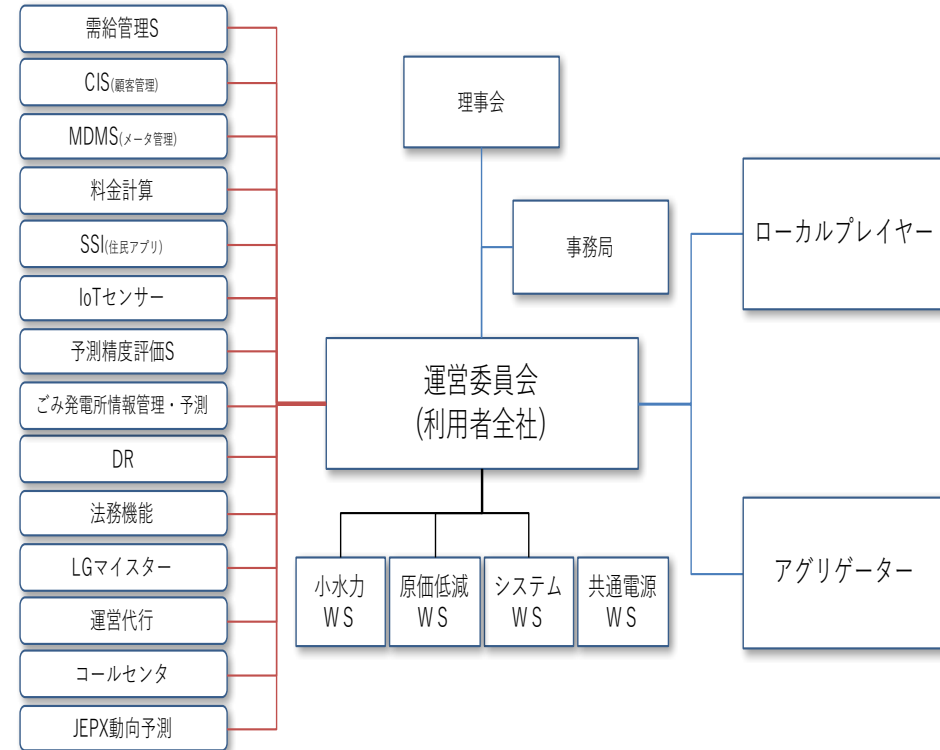 需給管理S
CIS(顧客管理)
MDMS(メータ管理)
料金計算
SSI(住民アプリ)
IoTセンサー
予測精度評価S
ごみ発電所情報管理・予測
DR
法務機能
LGマイスター
運営代行
コールセンタ
JEPX動向予測
理事会
事務局
運営委員会
(利用者全社)
小水力
WS
原価低減
WS
システム
WS
共通電源
WS
ローカルプレイヤー
アグリゲーター